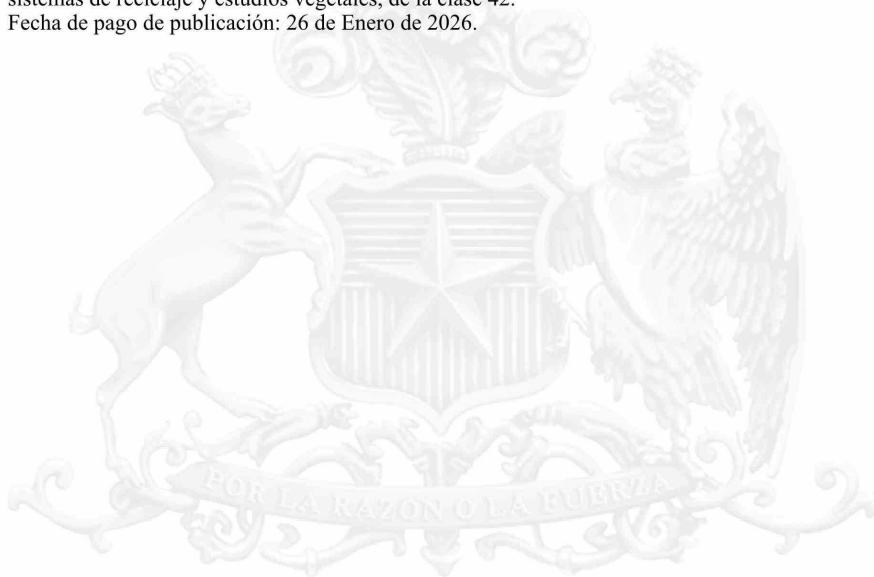 sistemas de reciclaje y estudios vegetales, de la clase 42.
Fecha de pago de publicación: 26 de Enero de 2026.
POR LA RAZÓN O LA FUERZA